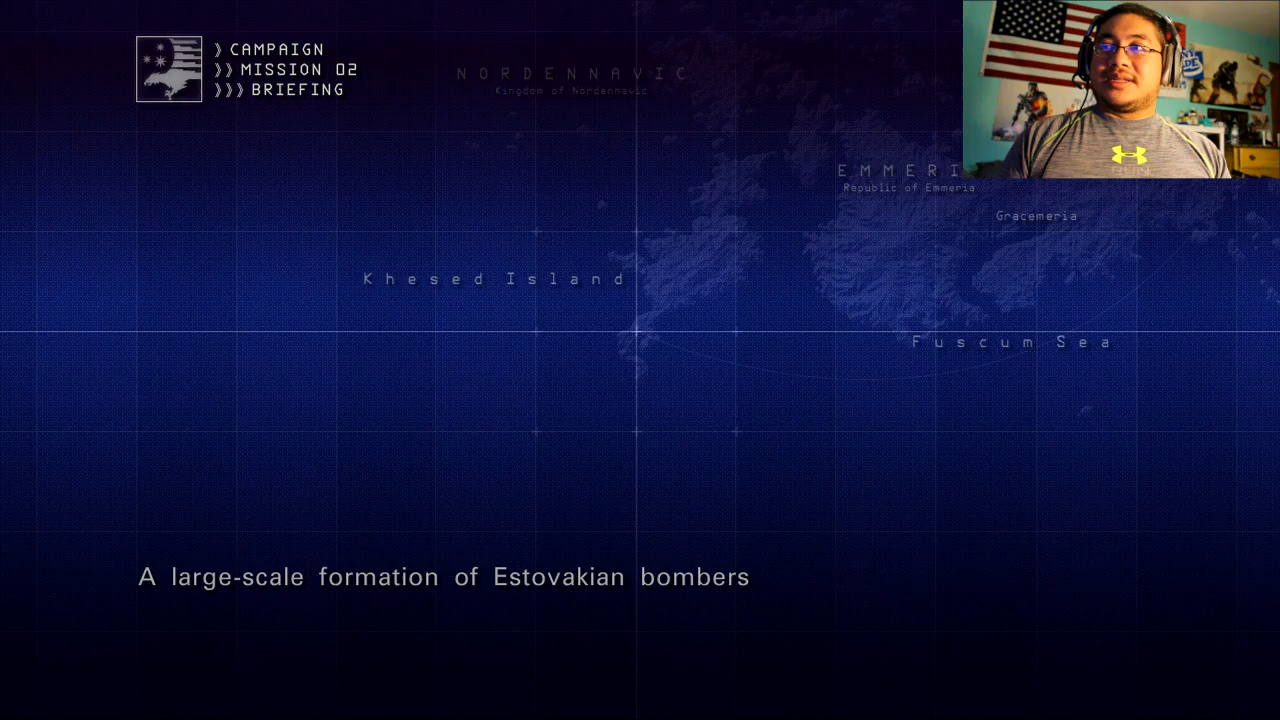 CAMPAIGN
MISSION 02
BRIEFING
NORDENNAVIC
Kingdom of Nordennavic
EMMERI
Republic of Emmeria
Gracemeria
Khesed Island
Fuscum Sea
A large-scale formation of Estovakian bombers
RUN